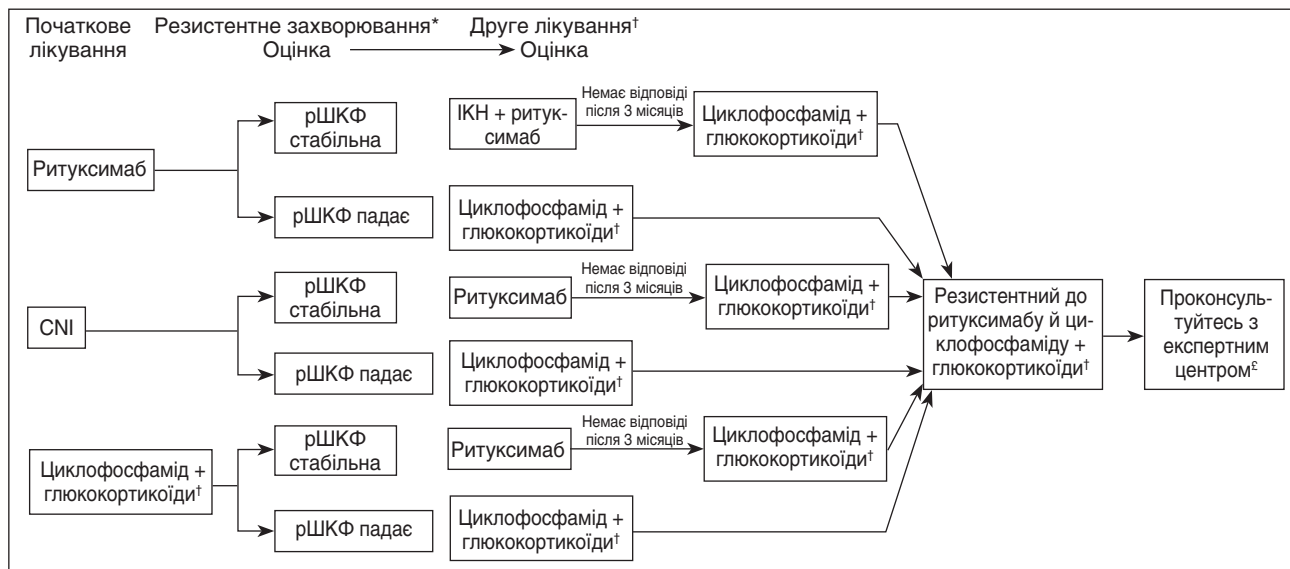 Початкове
лікування
Резистентне захворювання*
Оцінка
Друге лікування†
Оцінка
Ритуксимаб
рШКФ
стабільна
ІКН + ритук-
симаб
Немає відповіді
після 3 місяців
Циклофосфамід +
глюкокортикоїди†
рШКФ падає
Циклофосфамід +
глюкокортикоїди†
CNI
рШКФ
стабільна
Ритуксимаб
Немає відповіді
після 3 місяців
Циклофосфамід +
глюкокортикоїди†
рШКФ падає
Циклофосфамід +
глюкокортикоїди†
Циклофосфамід +
глюкокортикоїди†
рШКФ
стабільна
Ритуксимаб
Немає відповіді
після 3 місяців
Циклофосфамід +
глюкокортикоїди†
рШКФ падає
Циклофосфамід +
глюкокортикоїди†
Резистентний до
ритуксимабу й ци-
клофосфаміду +
глюкокортикоїди†
Проконсуль-
туйтесь з
експертним
центром£